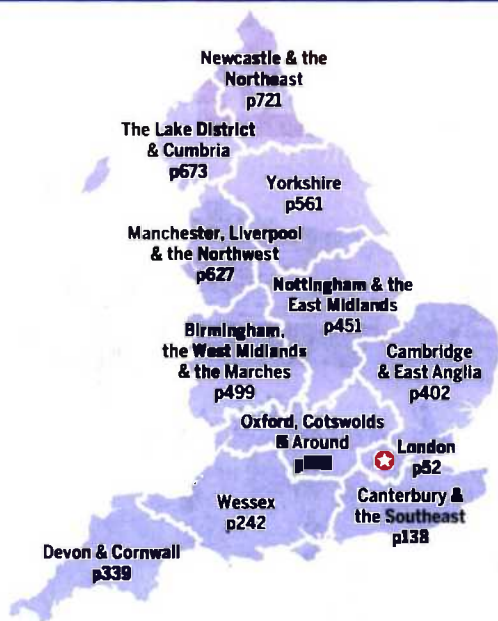 Newcastle & the
Northeast
p721
The Lake District
& Cumbria
p673
Yorkshire
p561
Manchester, Liverpool
& the Northwest
p627
Nottingham & the
East Midlands
p451
Birmingham,
the West Midlands
& the Marches
p499
Cambridge
& East Anglia
p402
Oxford, Cotswolds
& Around
London
p52
Wessex
p242
Canterbury &
the Southeast
p138
Devon & Cornwall
p339